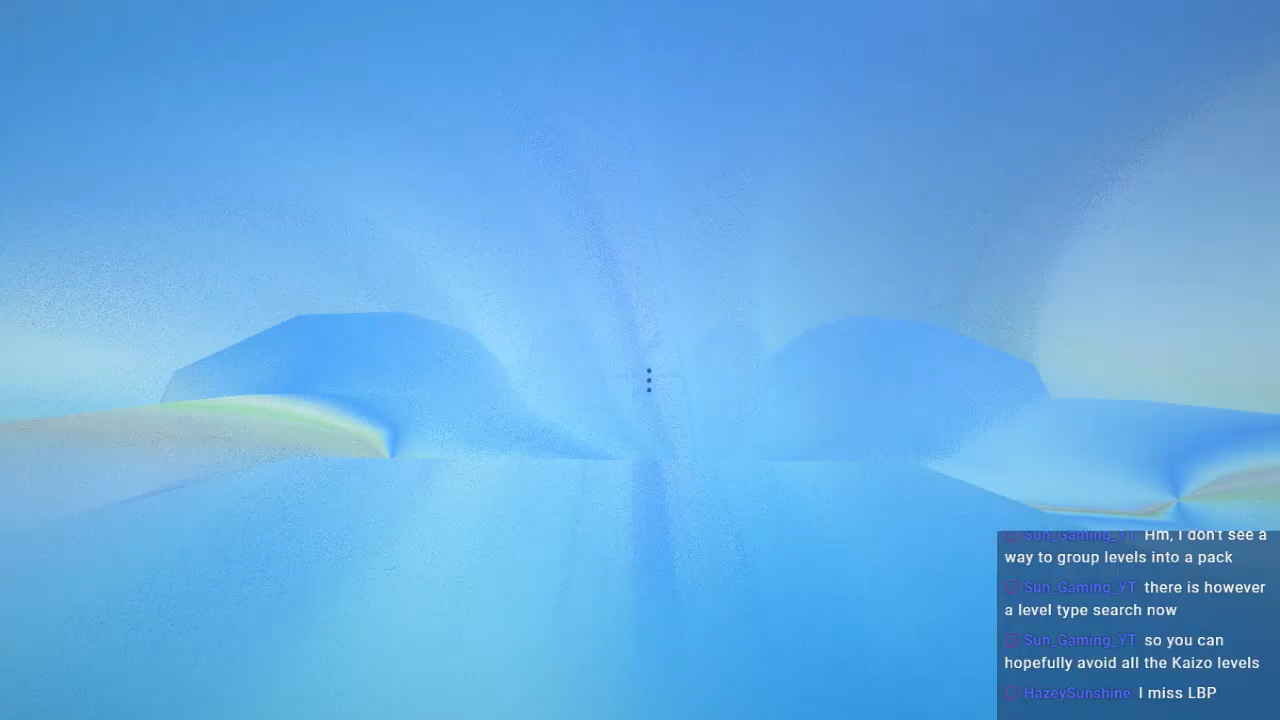 Sun_Gaming_YT Hm, I don't see a
way to group levels into a pack
Sun_Gaming_YT there is however
a level type search now
Sun_Gaming_YT so you can
hopefully avoid all the Kaizo levels
HazeySunshine I miss LBP